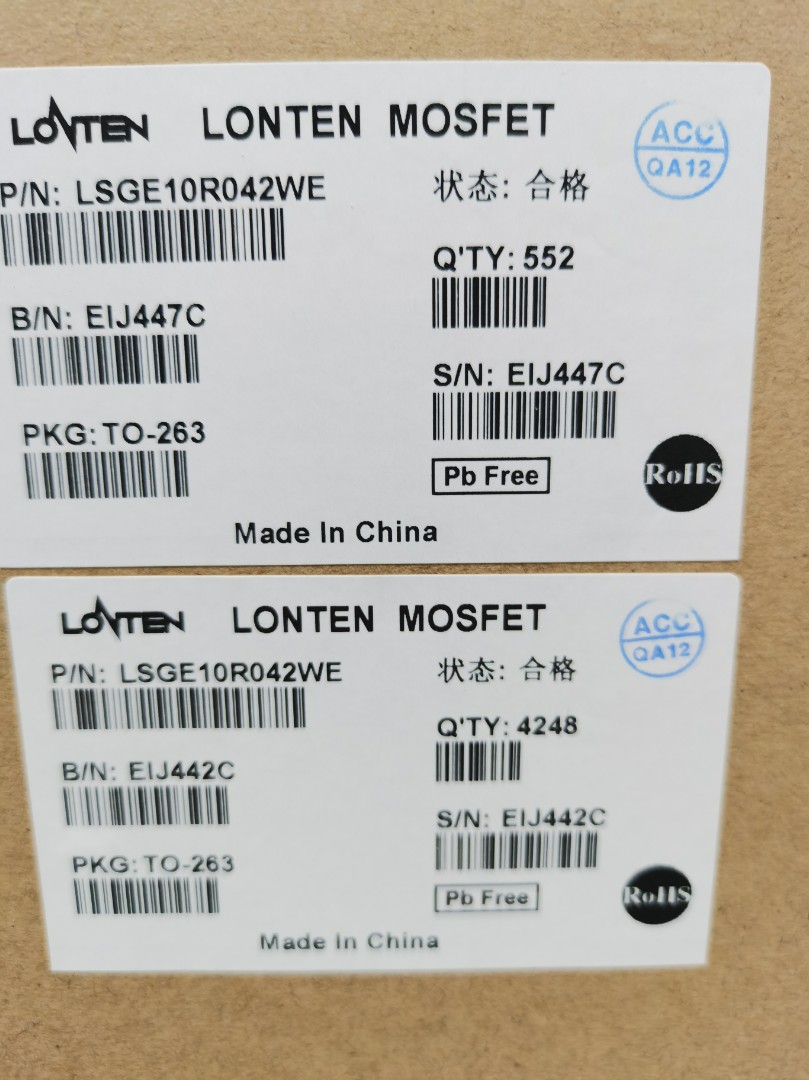 LONTEN LONTEN MOSFET
ACC
QA12
P/N: LSGE10R042WE
状态: 合格
Q'TY: 552
B/N: EIJ447C
S/N: EIJ447C
PKG: TO-263
Pb Free
RoHS
Made In China
LONTEN LONTEN MOSFET
ACC
QA12
P/N: LSGE10R042WE
状态: 合格
Q'TY: 4248
B/N: EIJ442C
S/N: EIJ442C
PKG: TO-263
Pb Free
RoHS
Made In China